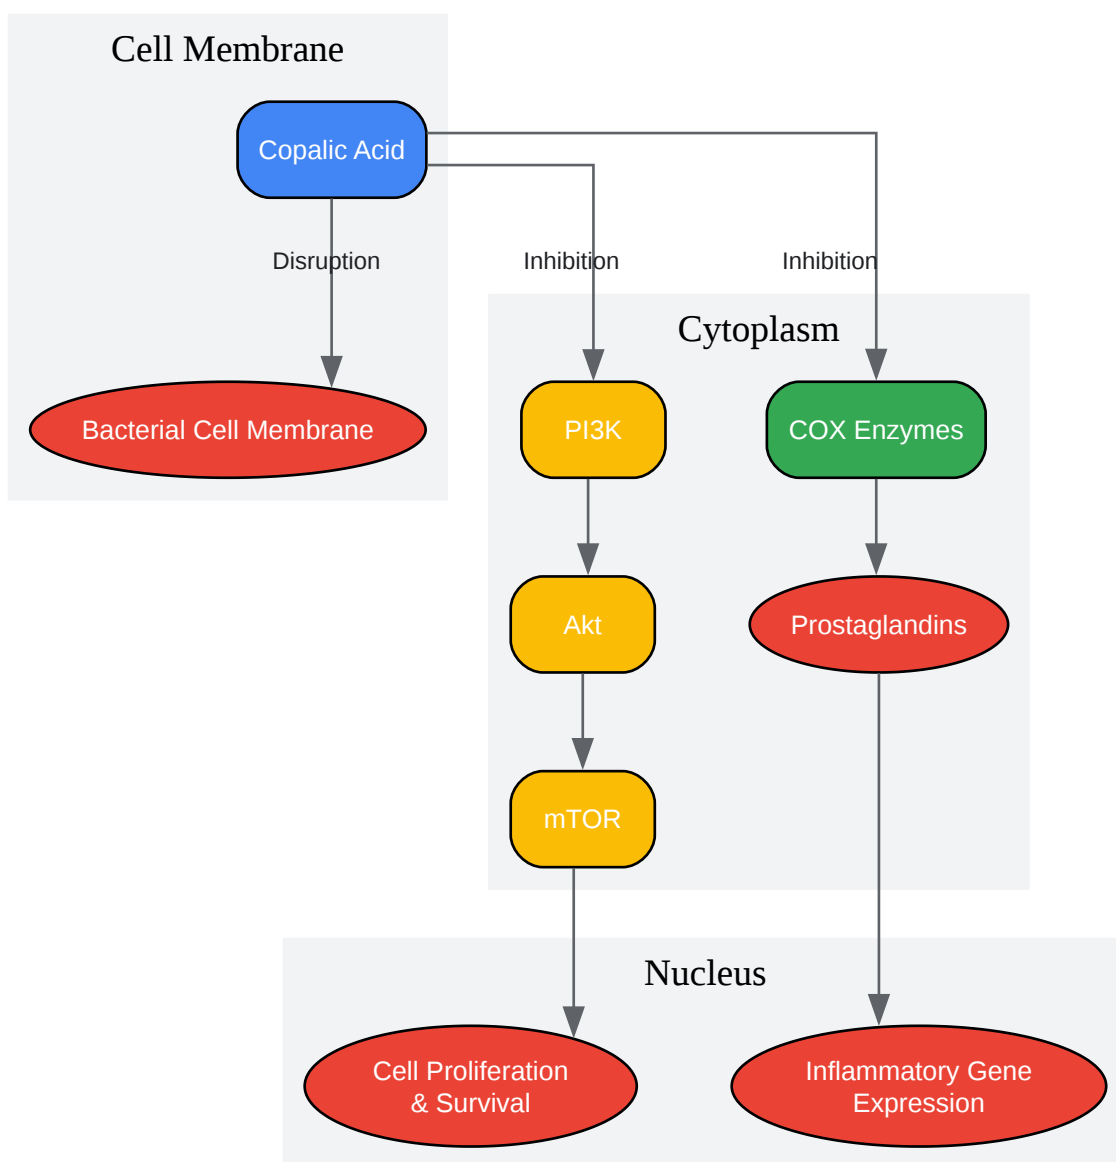 Cell Membrane
Copalic Acid
Disruption
Inhibition
Inhibition
Cytoplasm
Bacterial Cell Membrane
PI3K
COX Enzymes
Akt
Prostaglandins
mTOR
Nucleus
Cell Proliferation
& Survival
Inflammatory Gene
Expression